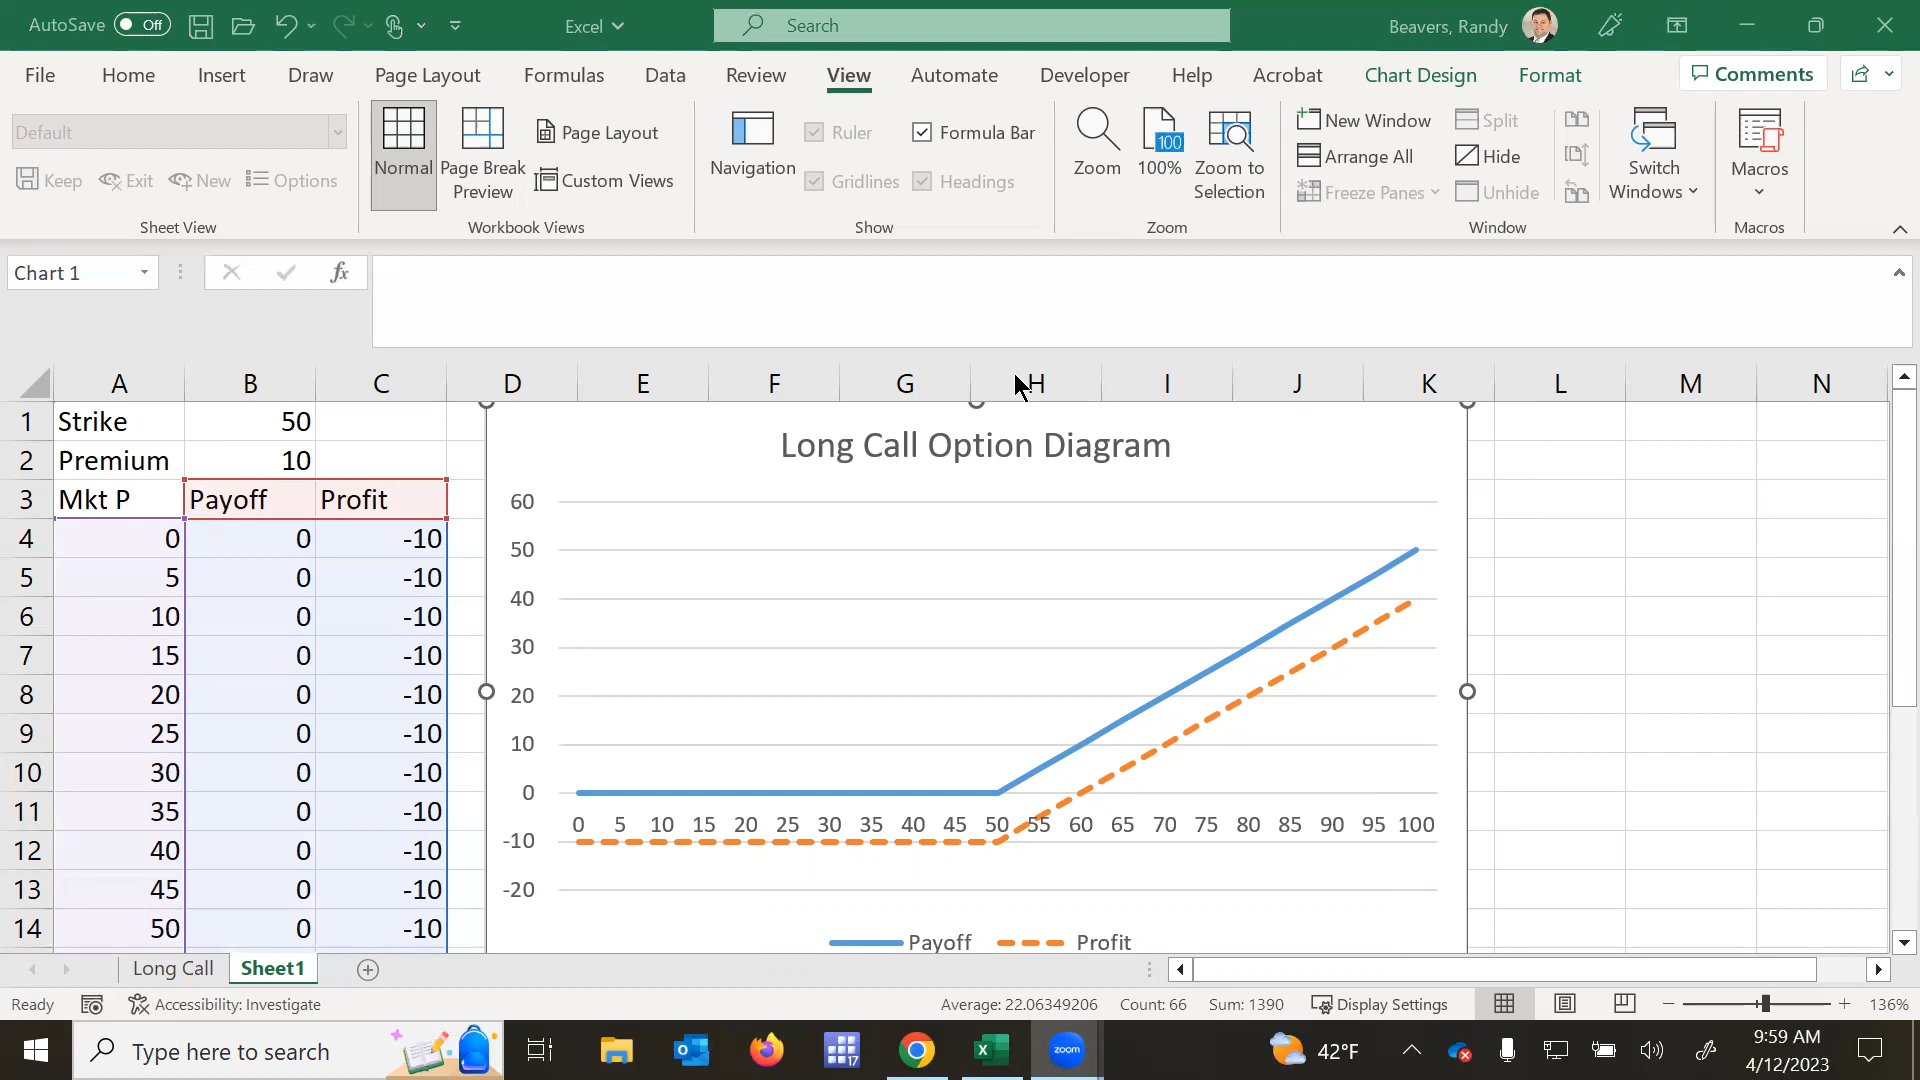 AutoSave Off Excel Search Beavers, Randy
File Home Insert Draw Page Layout Formulas Data Review View Automate Developer Help Acrobat Chart Design Format Comments
Default
Keep Exit New Options
Sheet View
Normal
Page Break Preview
Page Layout
Custom Views
Workbook Views
Navigation
Ruler Formula Bar
Gridlines Headings
Show
Zoom
100
100%
Zoom to Selection
Zoom
New Window Split
Arrange All Hide
Freeze Panes Unhide
Switch Windows
Window
Macros
Macros
Chart 1 fx
A B C D E F G H I J K L M N
1 Strike 50
2 Premium 10
3 Mkt P Payoff Profit
4 0 0 -10
5 5 0 -10
6 10 0 -10
7 15 0 -10
8 20 0 -10
9 25 0 -10
10 30 0 -10
11 35 0 -10
12 40 0 -10
13 45 0 -10
14 50 0 -10
Long Call Option Diagram
60
50
40
30
20
10
0
0 5 10 15 20 25 30 35 40 45 50 55 60 65 70 75 80 85 90 95 100
-10
-20
Payoff Profit
Long Call Sheet1
Ready Accessibility: Investigate Average: 22.06349206 Count: 66 Sum: 1390 Display Settings 136%
Type here to search 17 zoom 42°F 9:59 AM
4/12/2023